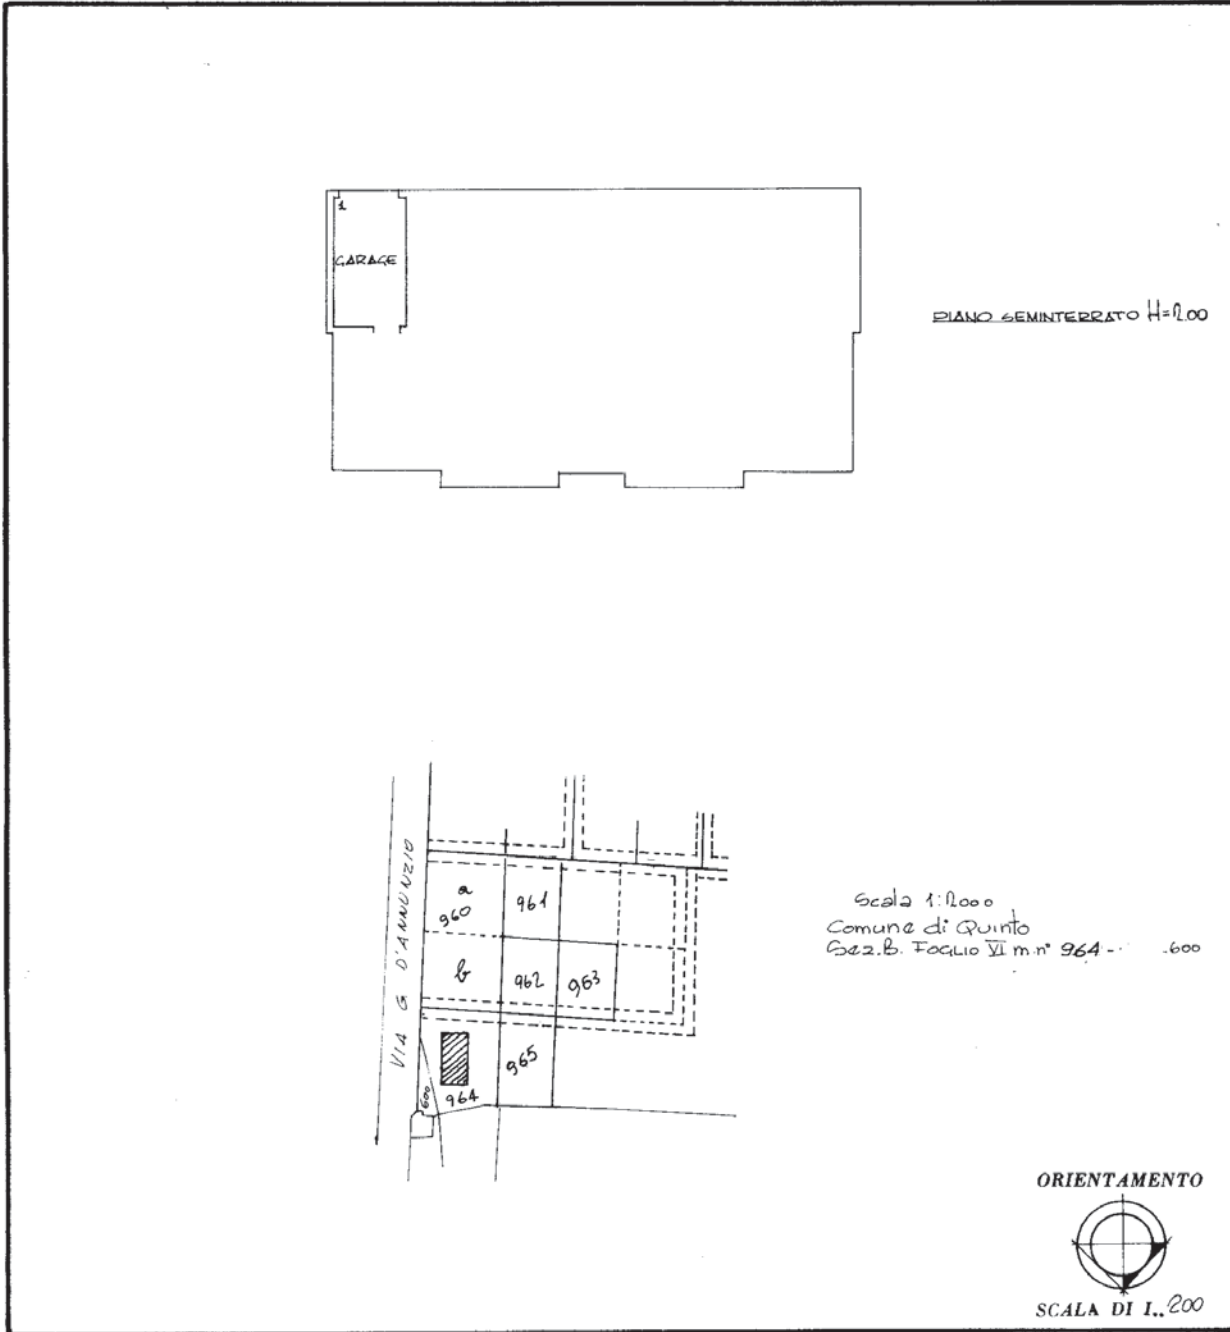 1
GARAGE
PIANO SEMINTERRATO H=2.00
VIA G D'ANNUNZIO
a
960
961
b
962
963
965
600
964
Scala 1:2000
Comune di Quinto
Sez.B. FOGLIO VI m.n° 964 - 600
ORIENTAMENTO
SCALA DI 1..200